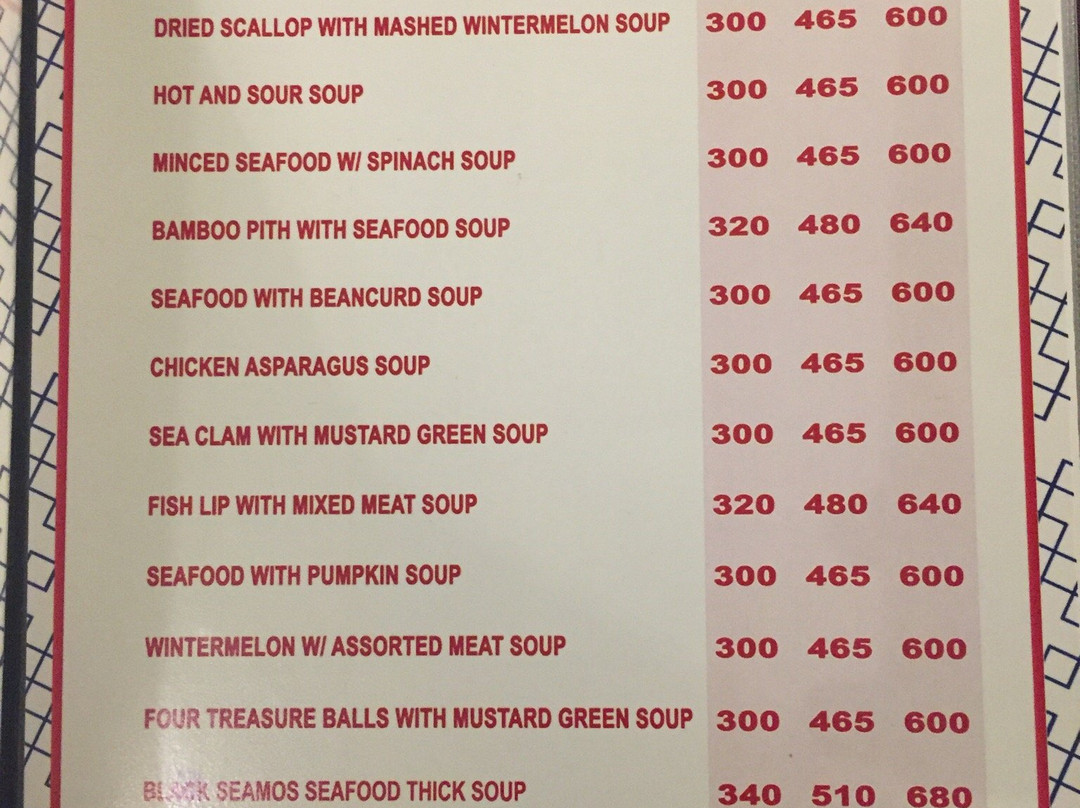 DRIED SCALLOP WITH MASHED WINTERMELON SOUP 300 465 600
HOT AND SOUR SOUP 300 465 600
MINCED SEAFOOD W/ SPINACH SOUP 300 465 600
BAMBOO PITH WITH SEAFOOD SOUP 320 480 640
SEAFOOD WITH BEANCURD SOUP 300 465 600
CHICKEN ASPARAGUS SOUP 300 465 600
SEA CLAM WITH MUSTARD GREEN SOUP 300 465 600
FISH LIP WITH MIXED MEAT SOUP 320 480 640
SEAFOOD WITH PUMPKIN SOUP 300 465 600
WINTERMELON W/ ASSORTED MEAT SOUP 300 465 600
FOUR TREASURE BALLS WITH MUSTARD GREEN SOUP 300 465 600
BLACK SEAMOS SEAFOOD THICK SOUP 340 510 680